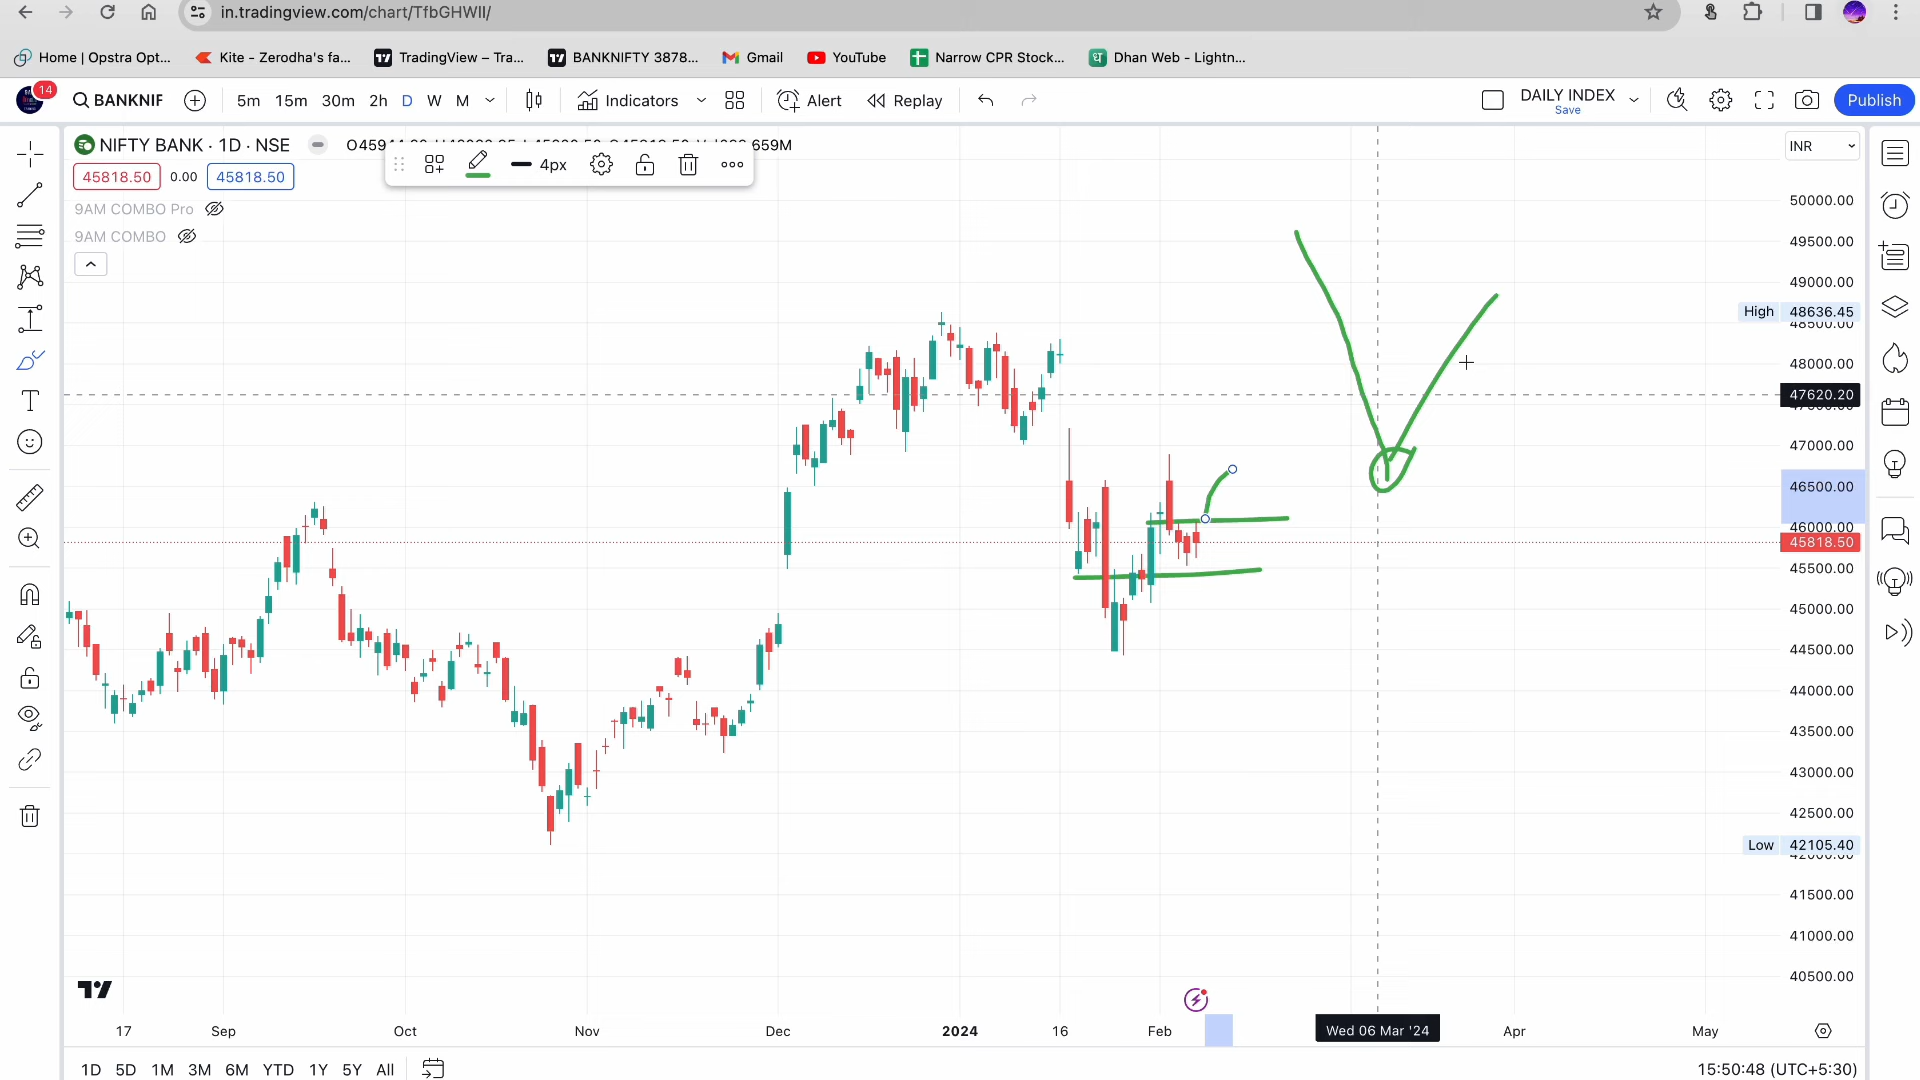 in.tradingview.com/chart/TfbGHWII/
Home | Opstra Opt...
Kite - Zerodha's fa...
TradingView – Tra...
BANKNIFTY 3878...
Gmail
YouTube
Narrow CPR Stock...
Dhan Web - Lightn...
14
BANKNIF
5m 15m 30m 2h D W M
Indicators
Alert
Replay
DAILY INDEX
Save
Publish
NIFTY BANK · 1D · NSE
659M
4px
INR
45818.50 0.00 45818.50
9AM COMBO Pro
9AM COMBO
50000.00
49500.00
49000.00
High 48636.45
48500.00
48000.00
47620.20
47000.00
46500.00
46000.00
45818.50
45500.00
45000.00
44500.00
44000.00
43500.00
43000.00
42500.00
Low 42105.40
41500.00
41000.00
40500.00
17 Sep Oct Nov Dec 2024 16 Feb Wed 06 Mar '24 Apr May
1D 5D 1M 3M 6M YTD 1Y 5Y All
15:50:48 (UTC+5:30)